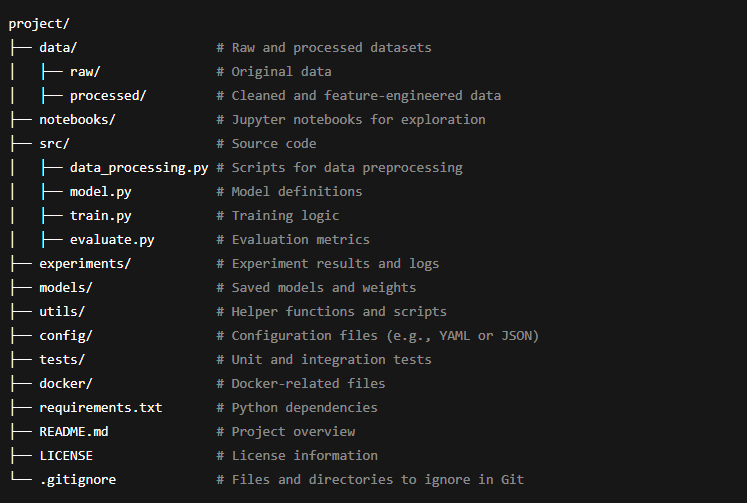 project/
├── data/                  # Raw and processed datasets
│   ├── raw/               # Original data
│   ├── processed/         # Cleaned and feature-engineered data
├── notebooks/             # Jupyter notebooks for exploration
├── src/                   # Source code
│   ├── data_processing.py # Scripts for data preprocessing
│   ├── model.py           # Model definitions
│   ├── train.py           # Training logic
│   ├── evaluate.py        # Evaluation metrics
├── experiments/           # Experiment results and logs
├── models/                # Saved models and weights
├── utils/                 # Helper functions and scripts
├── config/                # Configuration files (e.g., YAML or JSON)
├── tests/                 # Unit and integration tests
├── docker/                # Docker-related files
├── requirements.txt       # Python dependencies
├── README.md              # Project overview
├── LICENSE                # License information
└── .gitignore             # Files and directories to ignore in Git